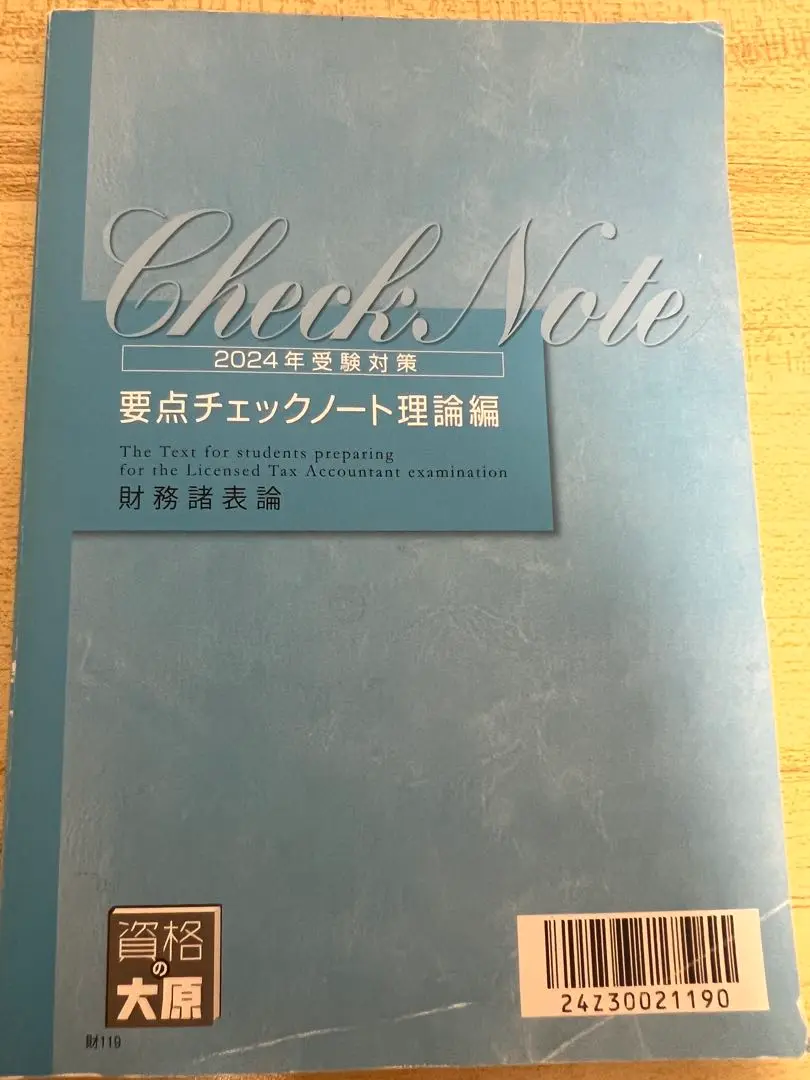 Check Note
2024年受験対策
要点チェックノート理論編
The Text for students preparing
for the Licensed Tax Accountant examination
財務諸表論
資格
の
大原
24Z30021190
財119